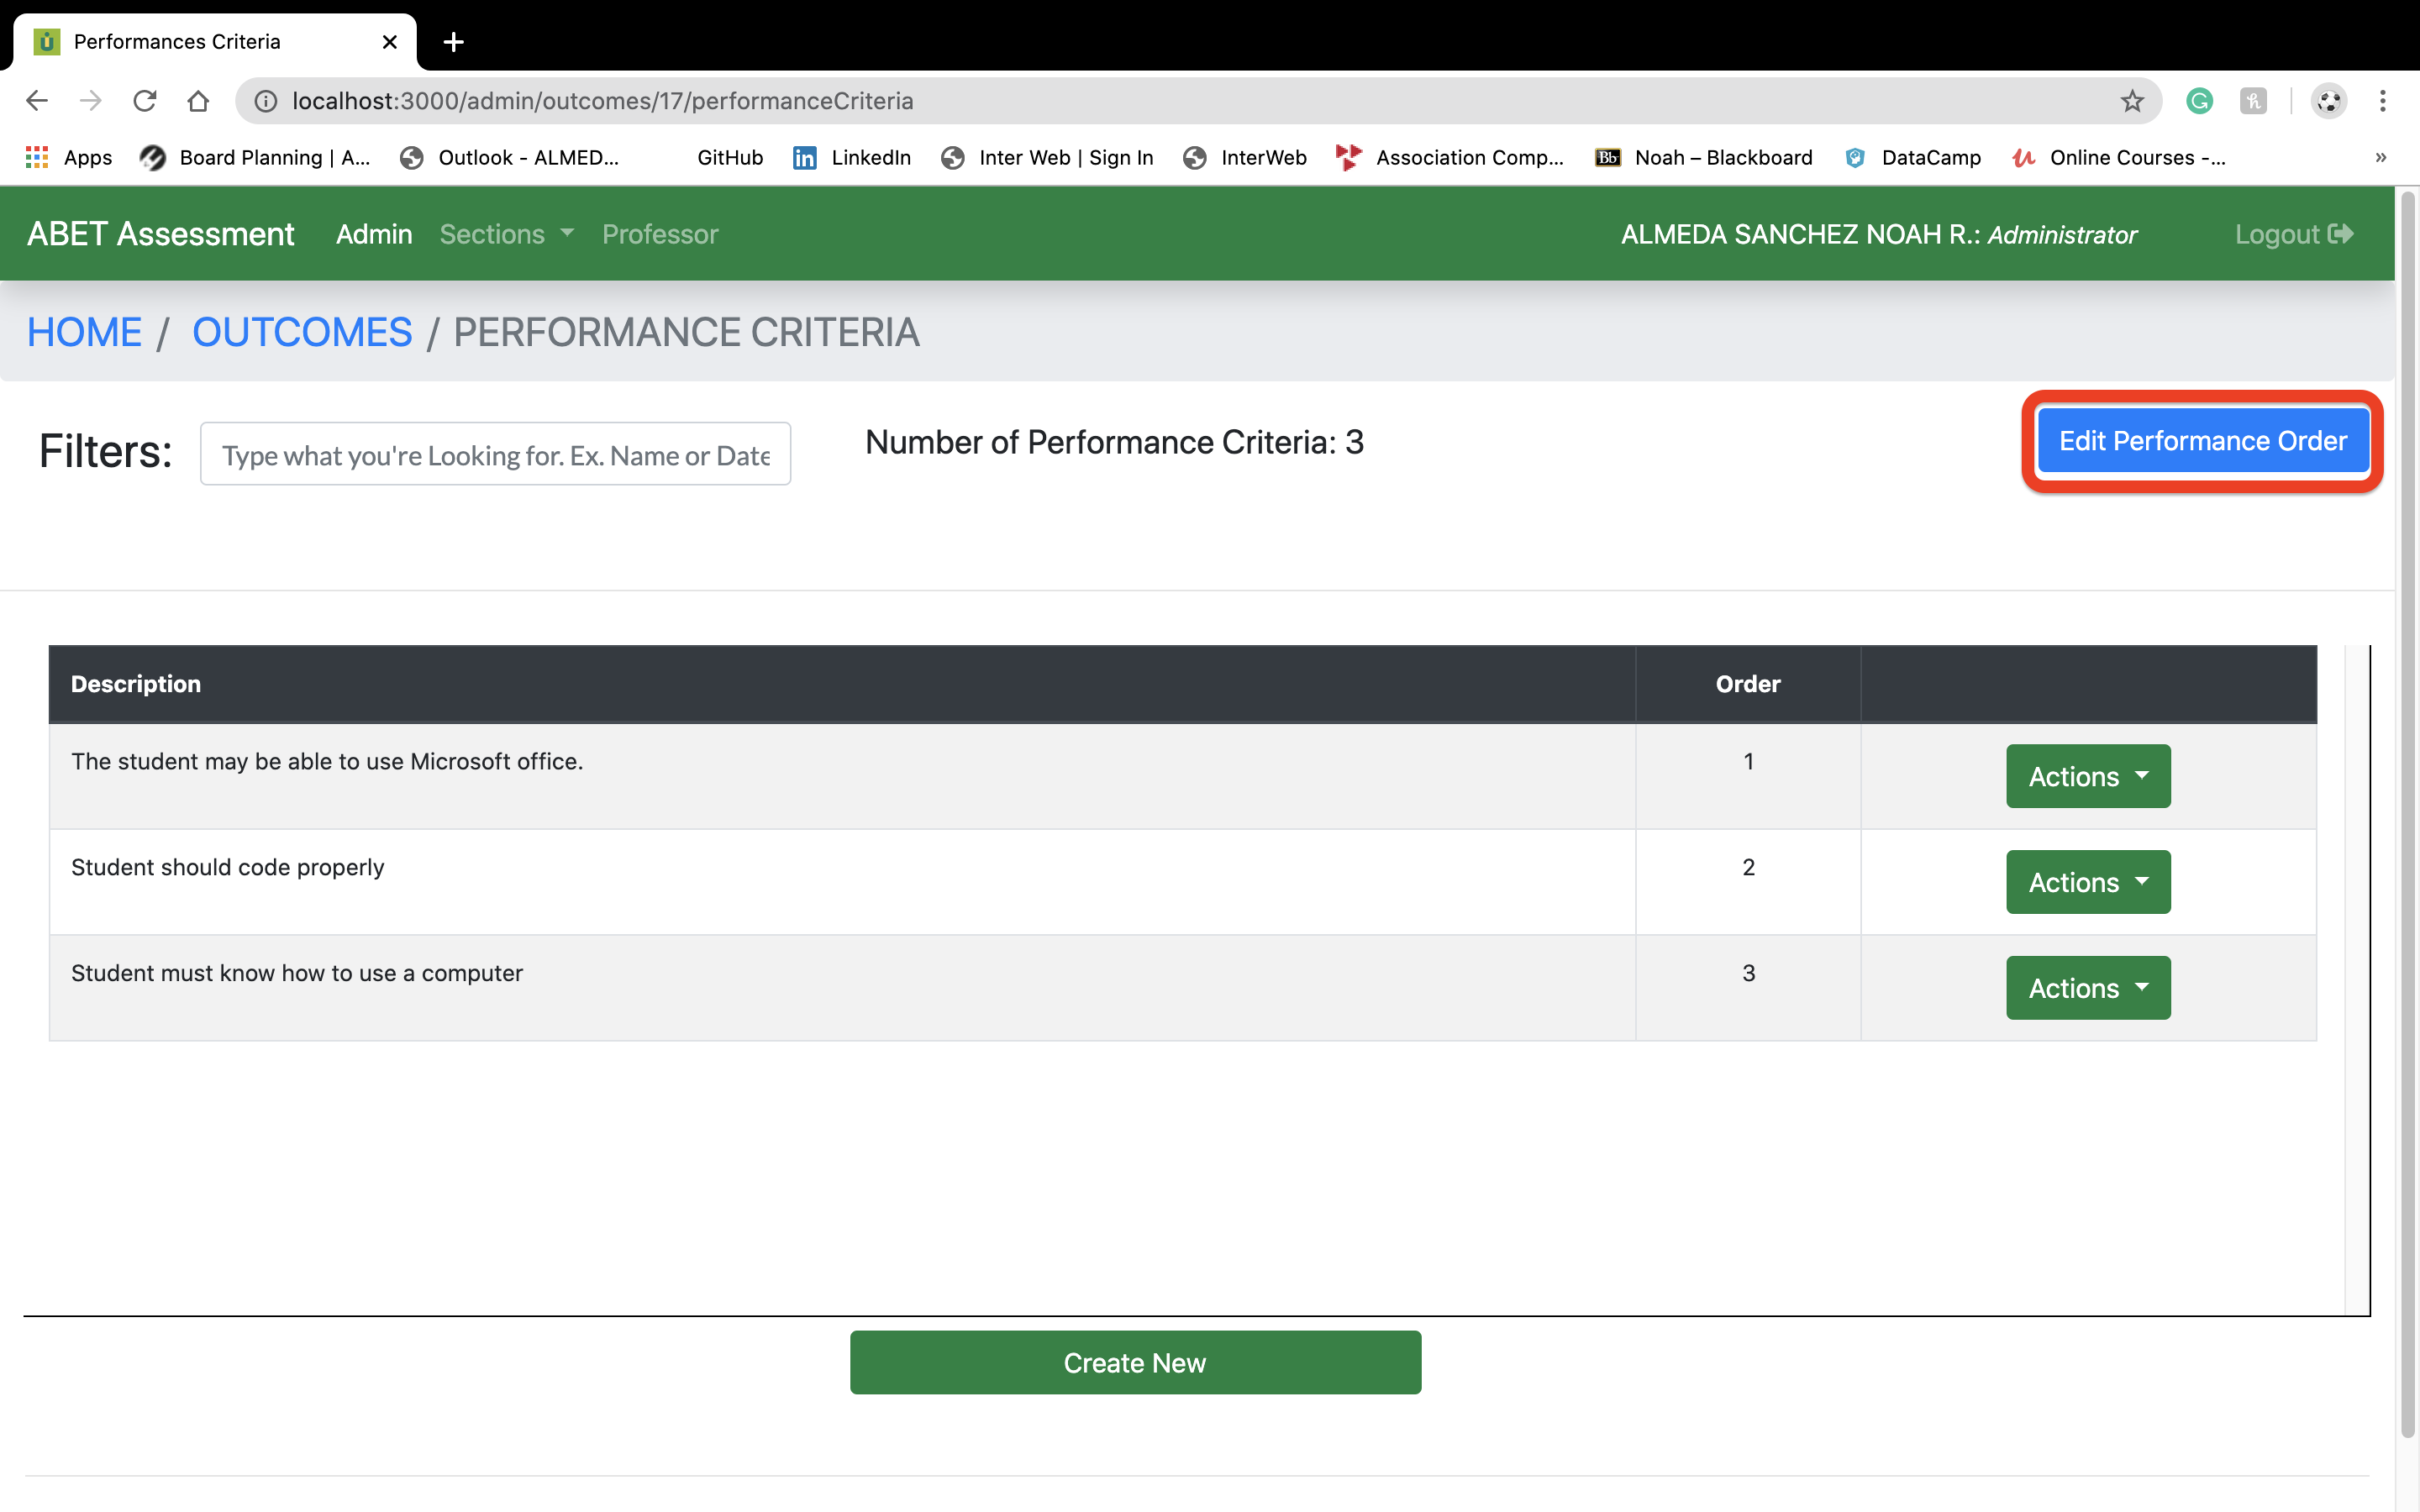 Performances Criteria
localhost:3000/admin/outcomes/17/performanceCriteria
Apps Board Planning | A... Outlook - ALMED... GitHub LinkedIn Inter Web | Sign In InterWeb Association Comp... Noah – Blackboard DataCamp Online Courses -... »
ABET Assessment Admin Sections Professor ALMEDA SANCHEZ NOAH R.: Administrator Logout
HOME / OUTCOMES / PERFORMANCE CRITERIA
Filters: Type what you're Looking for. Ex. Name or Date Number of Performance Criteria: 3 Edit Performance Order
Description Order
The student may be able to use Microsoft office. 1 Actions
Student should code properly 2 Actions
Student must know how to use a computer 3 Actions
Create New